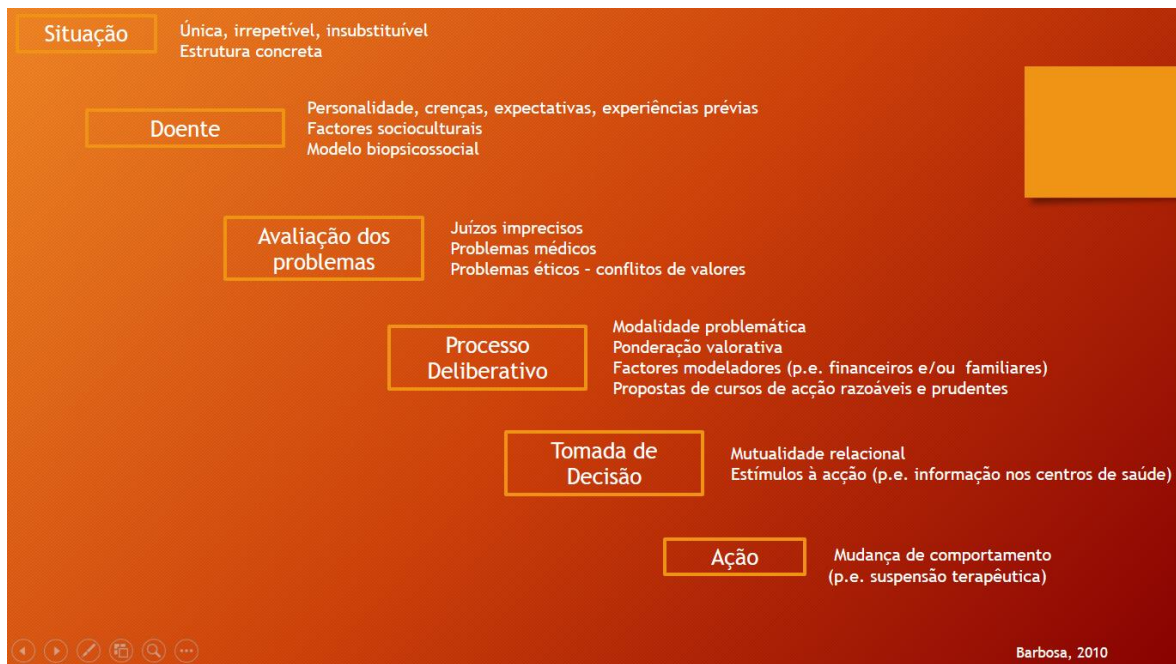 Situação
Única, irrepetível, insubstituível
Estrutura concreta
Doente
Personalidade, crenças, expectativas, experiências prévias
Factores socioculturais
Modelo biopsicossocial
Avaliação dos
problemas
Juízos imprecisos
Problemas médicos
Problemas éticos – conflitos de valores
Processo
Deliberativo
Modalidade problemática
Ponderação valorativa
Factores modeladores (p.e. financeiros e/ou familiares)
Propostas de cursos de acção razoáveis e prudentes
Tomada de
Decisão
Mutualidade relacional
Estímulos à acção (p.e. informação nos centros de saúde)
Ação
Mudança de comportamento
(p.e. suspensão terapêutica)
Barbosa, 2010